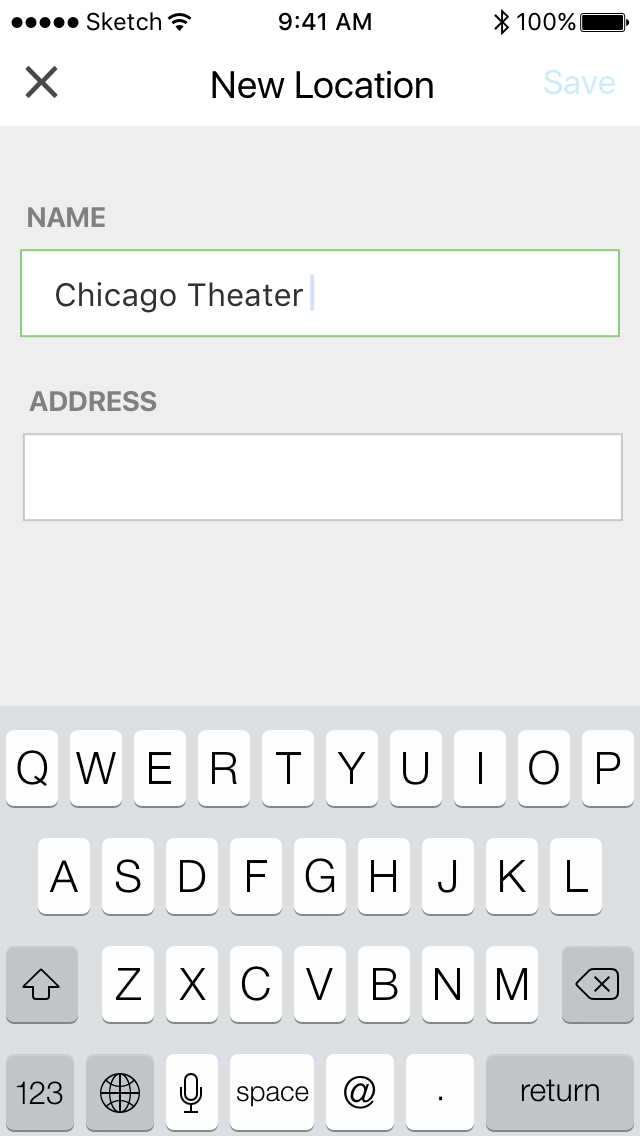 Sketch 9:41 AM 100%
New Location Save
NAME
Chicago Theater
ADDRESS
Q W E R T Y U I O P
A S D F G H J K L
Z X C V B N M
123 space @ . return